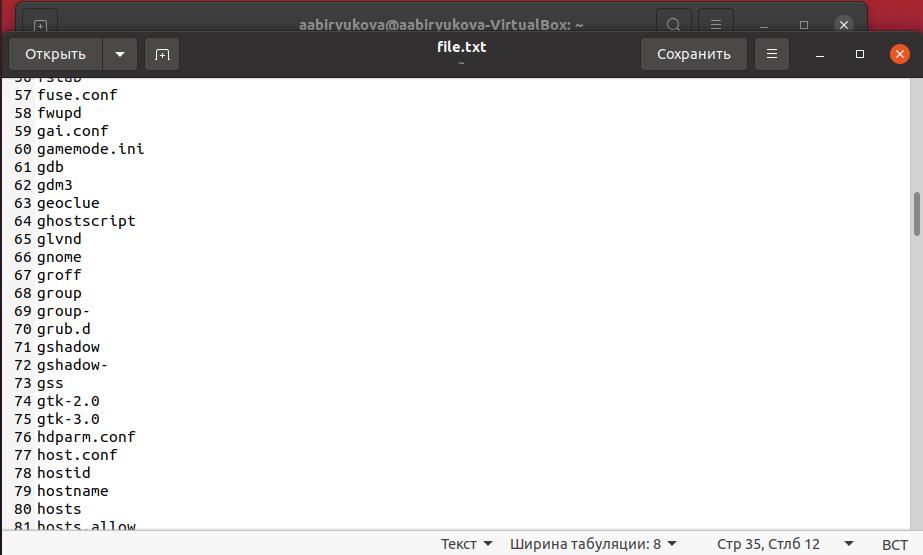 aabiryukova@aabiryukova-VirtualBox: ~
Открыть
file.txt
~
Сохранить
56 fstab
57 fuse.conf
58 fwupd
59 gai.conf
60 gamemode.ini
61 gdb
62 gdm3
63 geoclue
64 ghostscript
65 glvnd
66 gnome
67 groff
68 group
69 group-
70 grub.d
71 gshadow
72 gshadow-
73 gss
74 gtk-2.0
75 gtk-3.0
76 hdparm.conf
77 host.conf
78 hostid
79 hostname
80 hosts
81 hosts.allow
Текст Ширина табуляции: 8 Стр 35, Стлб 12 ВСТ